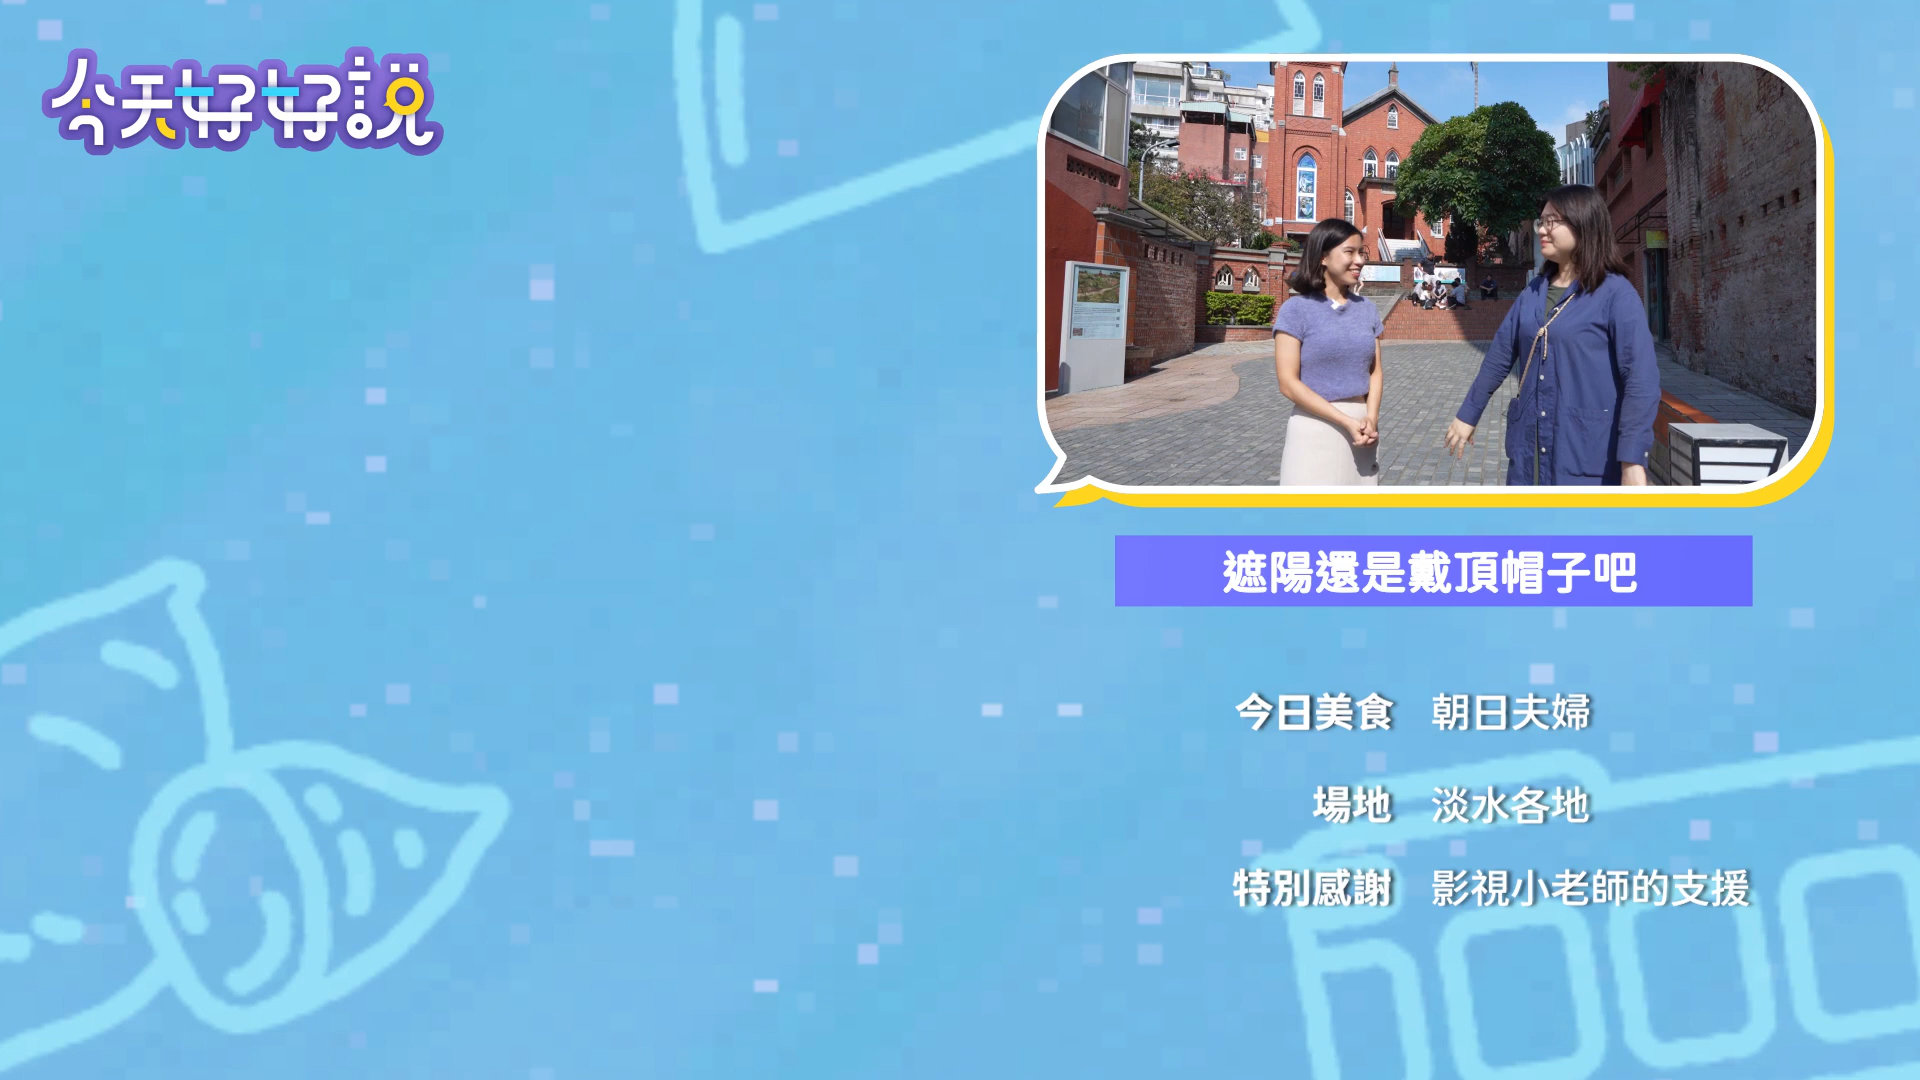 今天好好說
遮陽還是戴頂帽子吧
今日美食 朝日夫婦
場地 淡水各地
特別感謝 影視小老師的支援